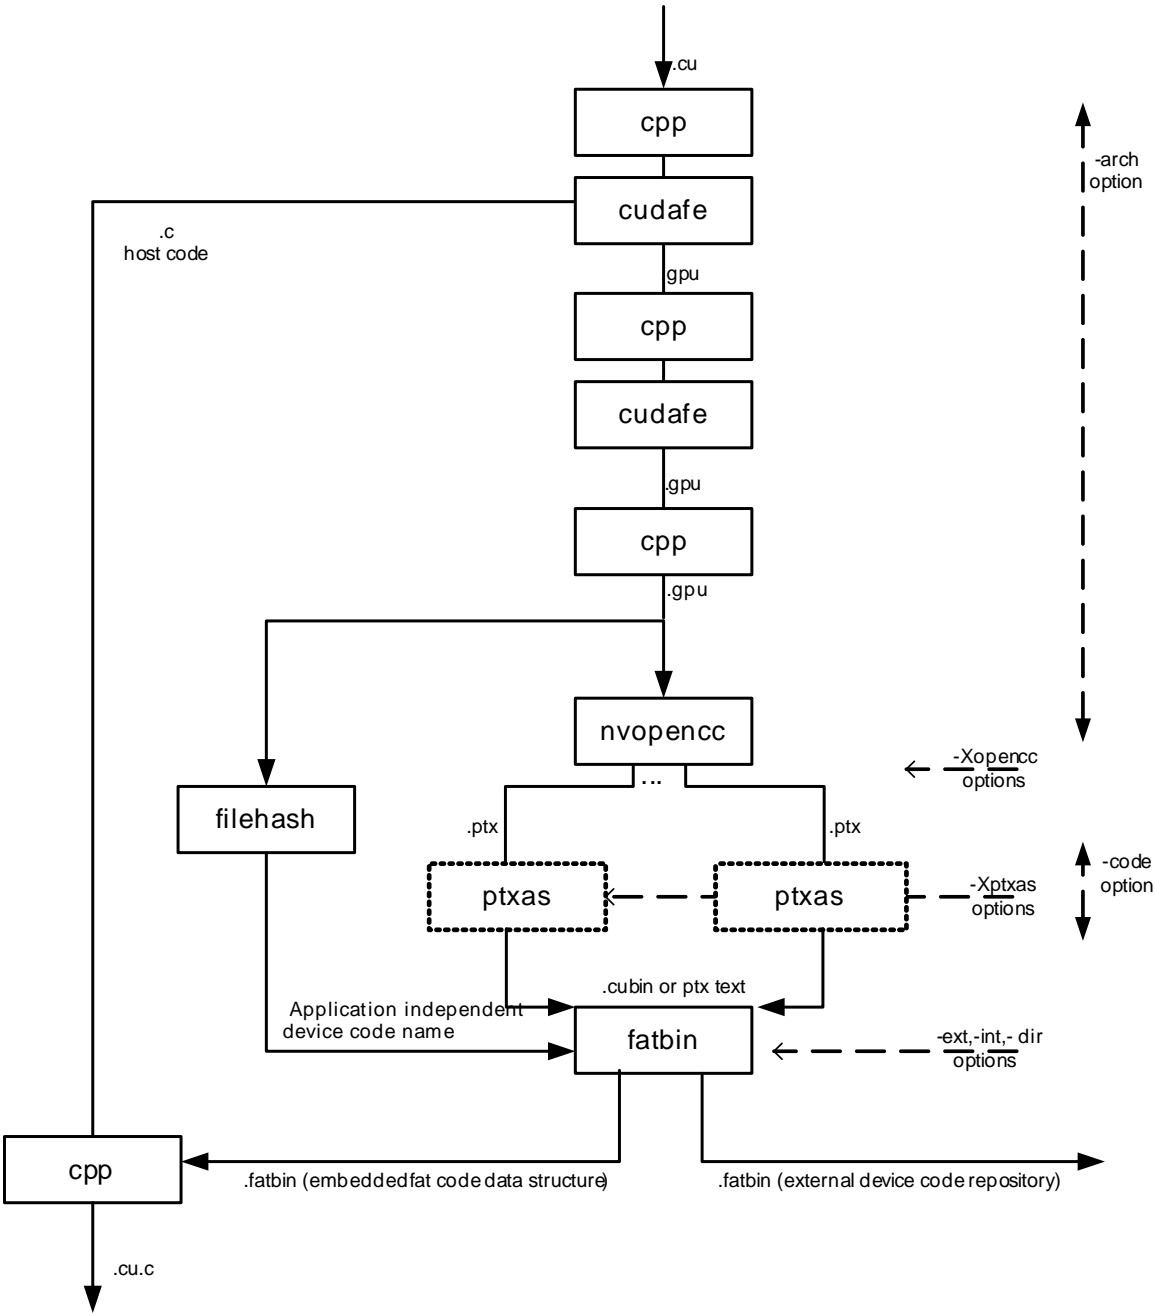 .cu
cpp
-arch
option
cudafe
.c
host code
gpu
cpp
cudafe
.gpu
cpp
.gpu
nvopencc
...
-Xopencc
options
filehash
.ptx
.ptx
ptxas
ptxas
-Xptxas
options
-code
option
.cubin or ptx text
Application independent
device code name
fatbin
-ext,-int,- dir
options
cpp
.fatbin (embeddedfat code data structure)
.fatbin (external device code repository)
.cu.c